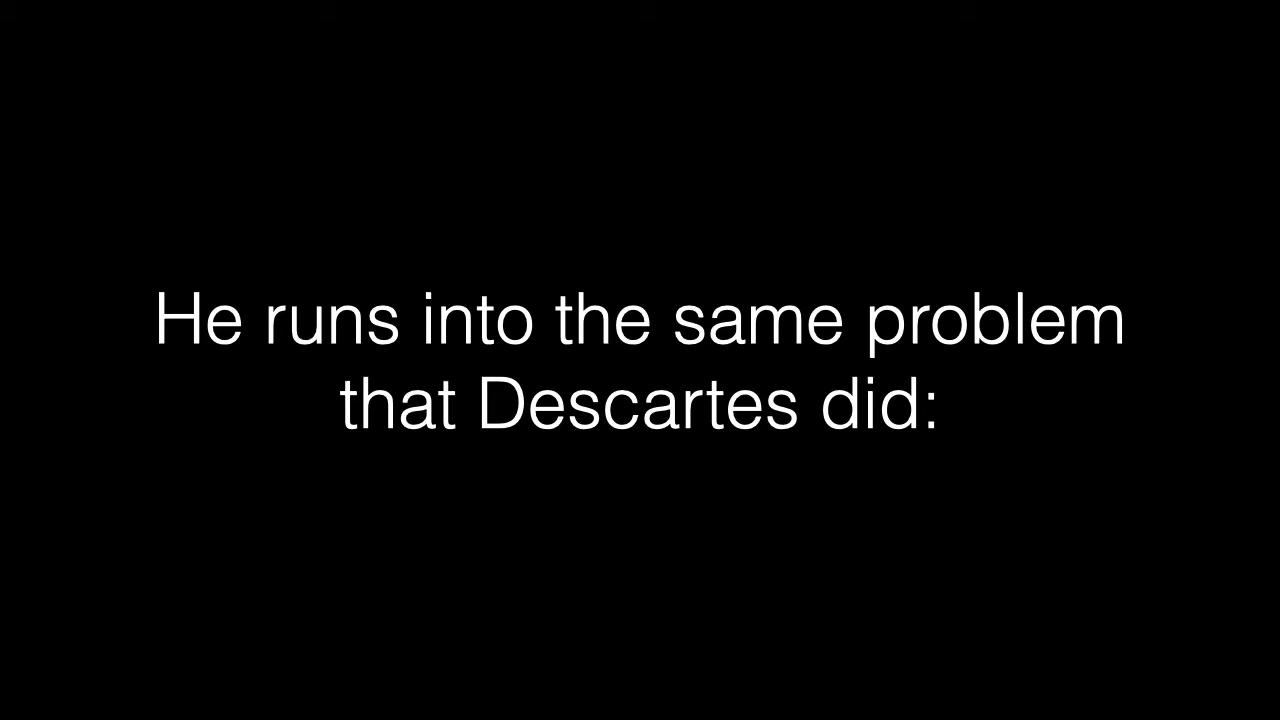 He runs into the same problem
that Descartes did: